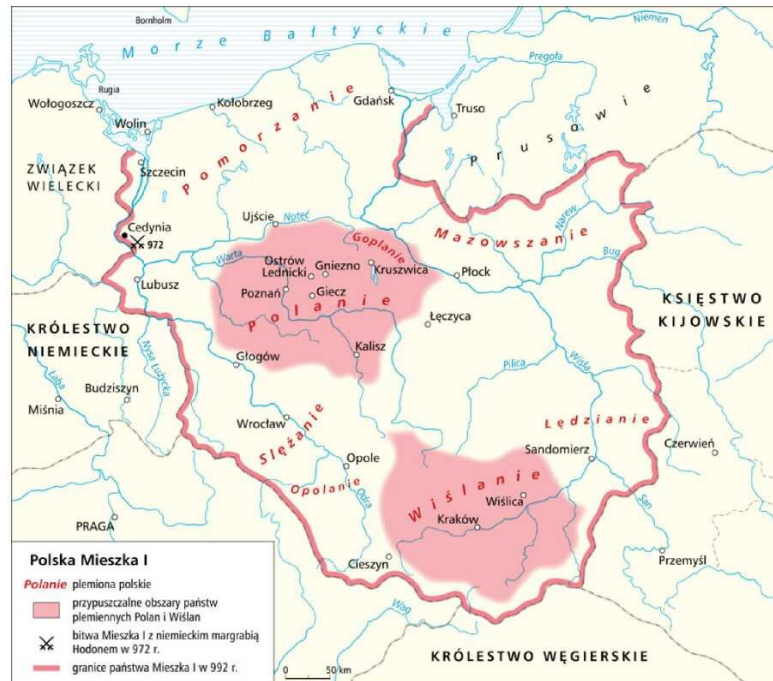 Bornholm
Morze Bałtyckie
Niemen
Pregoła
Rugia
Wołogoszcz
Wolin
Kołobrzeg
Gdańsk
Truso
Prusowie
Pomorzanie
ZWIĄZEK
WIELECKI
Szczecin
Cedynia
972
Ujście
Noteć
Goplanie
Mazowszanie
Narew
Bug
Lubusz
Warta
Ostrów
Lednicki
Gniezno
Kruszwica
Płock
Poznań
Giecz
Polanie
Łęczyca
KSIĘSTWO
KIJOWSKIE
KRÓLESTWO
NIEMIECKIE
Głogów
Kalisz
Pilica
Wisła
Łaba
Nysa Łużycka
Budziszyn
Miśnia
Wrocław
Ślężanie
Opole
Opolanie
Odra
Lędzianie
Sandomierz
Czerwień
Wiślanie
Wiślica
Kraków
San
PRAGA
Cieszyn
Przemyśl
Wag
KRÓLESTWO WĘGIERSKIE
Polska Mieszka I
Polanie plemiona polskie
przypuszczalne obszary państw
plemiennych Polan i Wiślan
bitwa Mieszka I z niemieckim margrabią
Hodonem w 972 r.
granice państwa Mieszka I w 992 r.
0 50 km